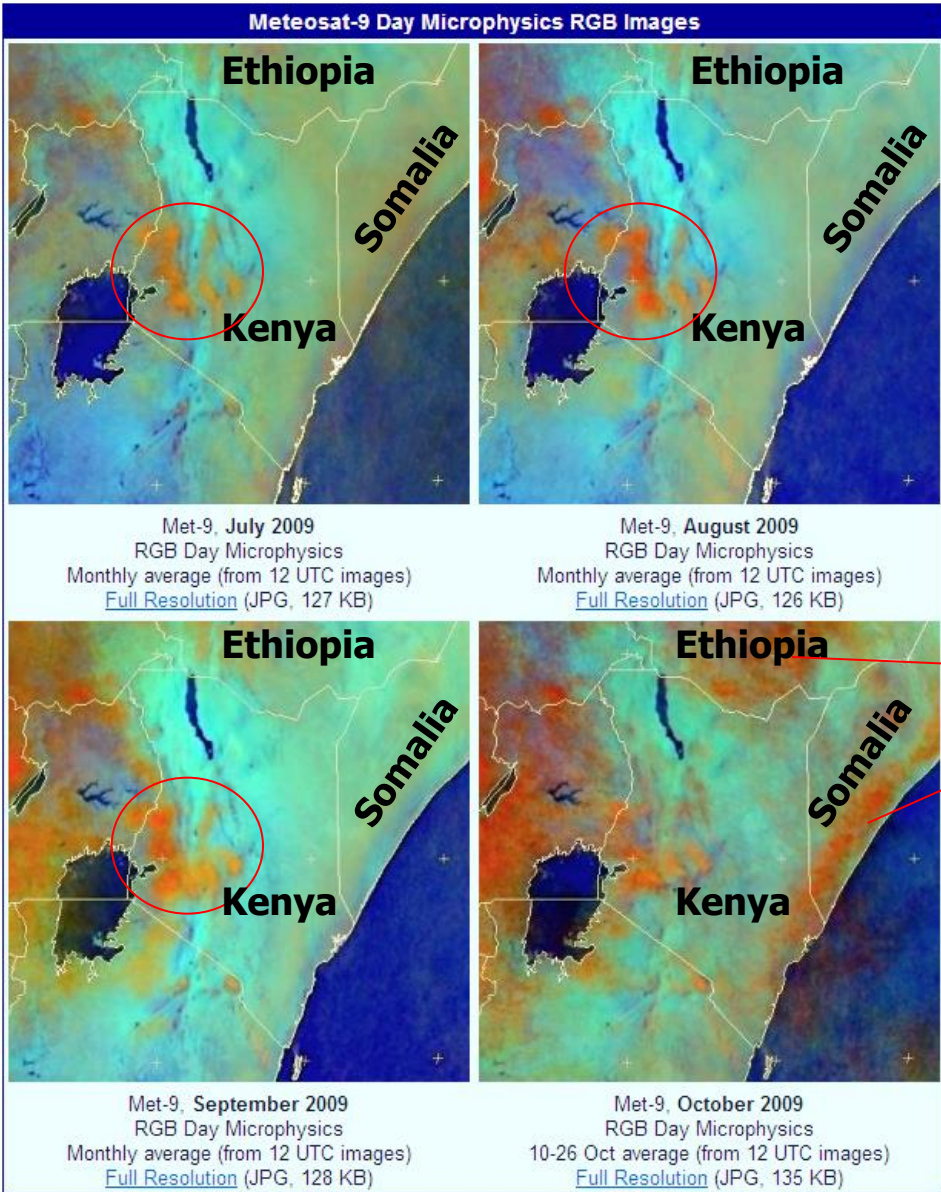 Meteosat-9 Day Microphysics RGB Images
Ethiopia
Somalia
Kenya
Met-9, July 2009
RGB Day Microphysics
Monthly average (from 12 UTC images)
Full Resolution (JPG, 127 KB)
Ethiopia
Somalia
Kenya
Met-9, August 2009
RGB Day Microphysics
Monthly average (from 12 UTC images)
Full Resolution (JPG, 126 KB)
Ethiopia
Somalia
Kenya
Met-9, September 2009
RGB Day Microphysics
Monthly average (from 12 UTC images)
Full Resolution (JPG, 128 KB)
Ethiopia
Somalia
Kenya
Met-9, October 2009
RGB Day Microphysics
10-26 Oct average (from 12 UTC images)
Full Resolution (JPG, 135 KB)